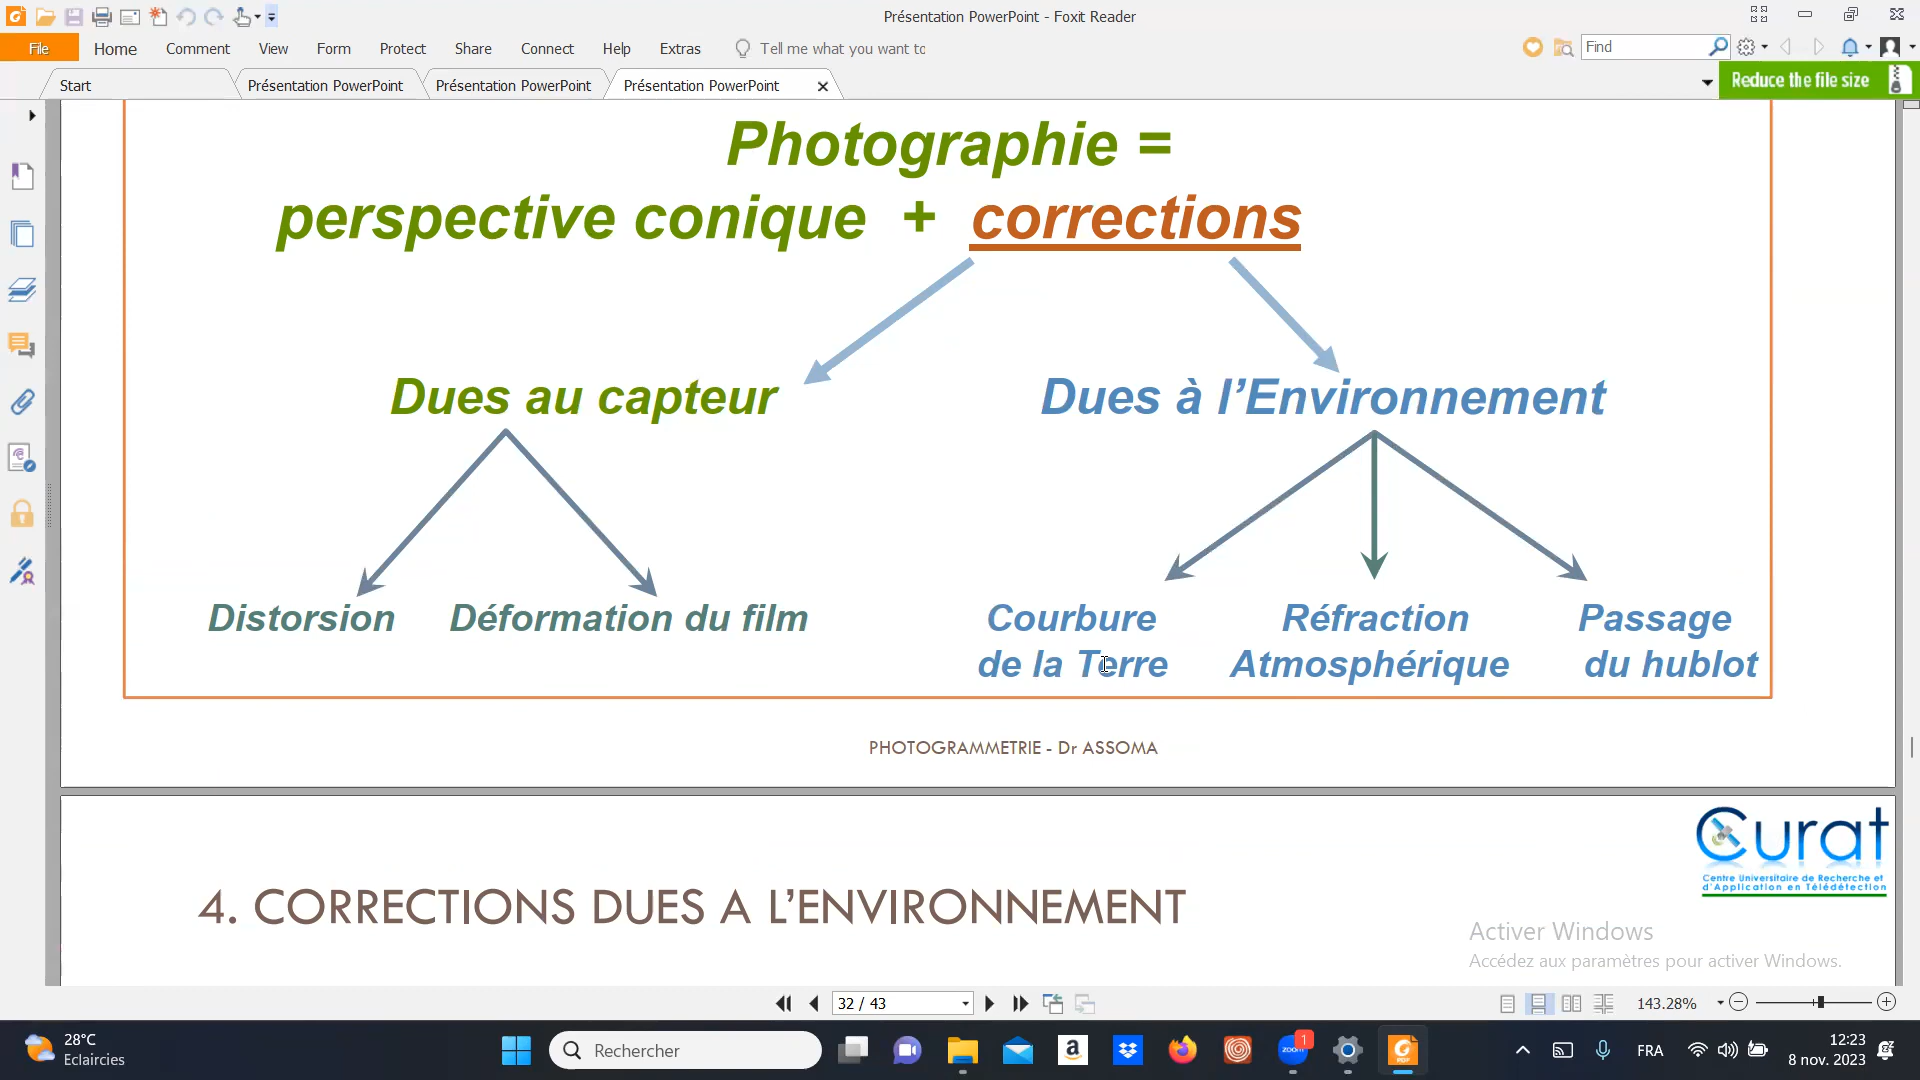 Présentation PowerPoint - Foxit Reader
File Home Comment View Form Protect Share Connect Help Extras Tell me what you want to Find
Start Présentation PowerPoint Présentation PowerPoint Présentation PowerPoint Reduce the file size
Photographie =
perspective conique + corrections
Dues au capteur Dues à l’Environnement
Distorsion Déformation du film Courbure Réfraction Passage
de la Terre Atmosphérique du hublot
PHOTOGRAMMETRIE - Dr ASSOMA
Curat
Centre Universitaire de Recherche et
d'Application en Télédétection
4. CORRECTIONS DUES A L’ENVIRONNEMENT
Activer Windows
Accédez aux paramètres pour activer Windows.
32 / 43 143.28%
28°C
Eclaircies
Rechercher
zoom 1
FRA
12:23
8 nov. 2023